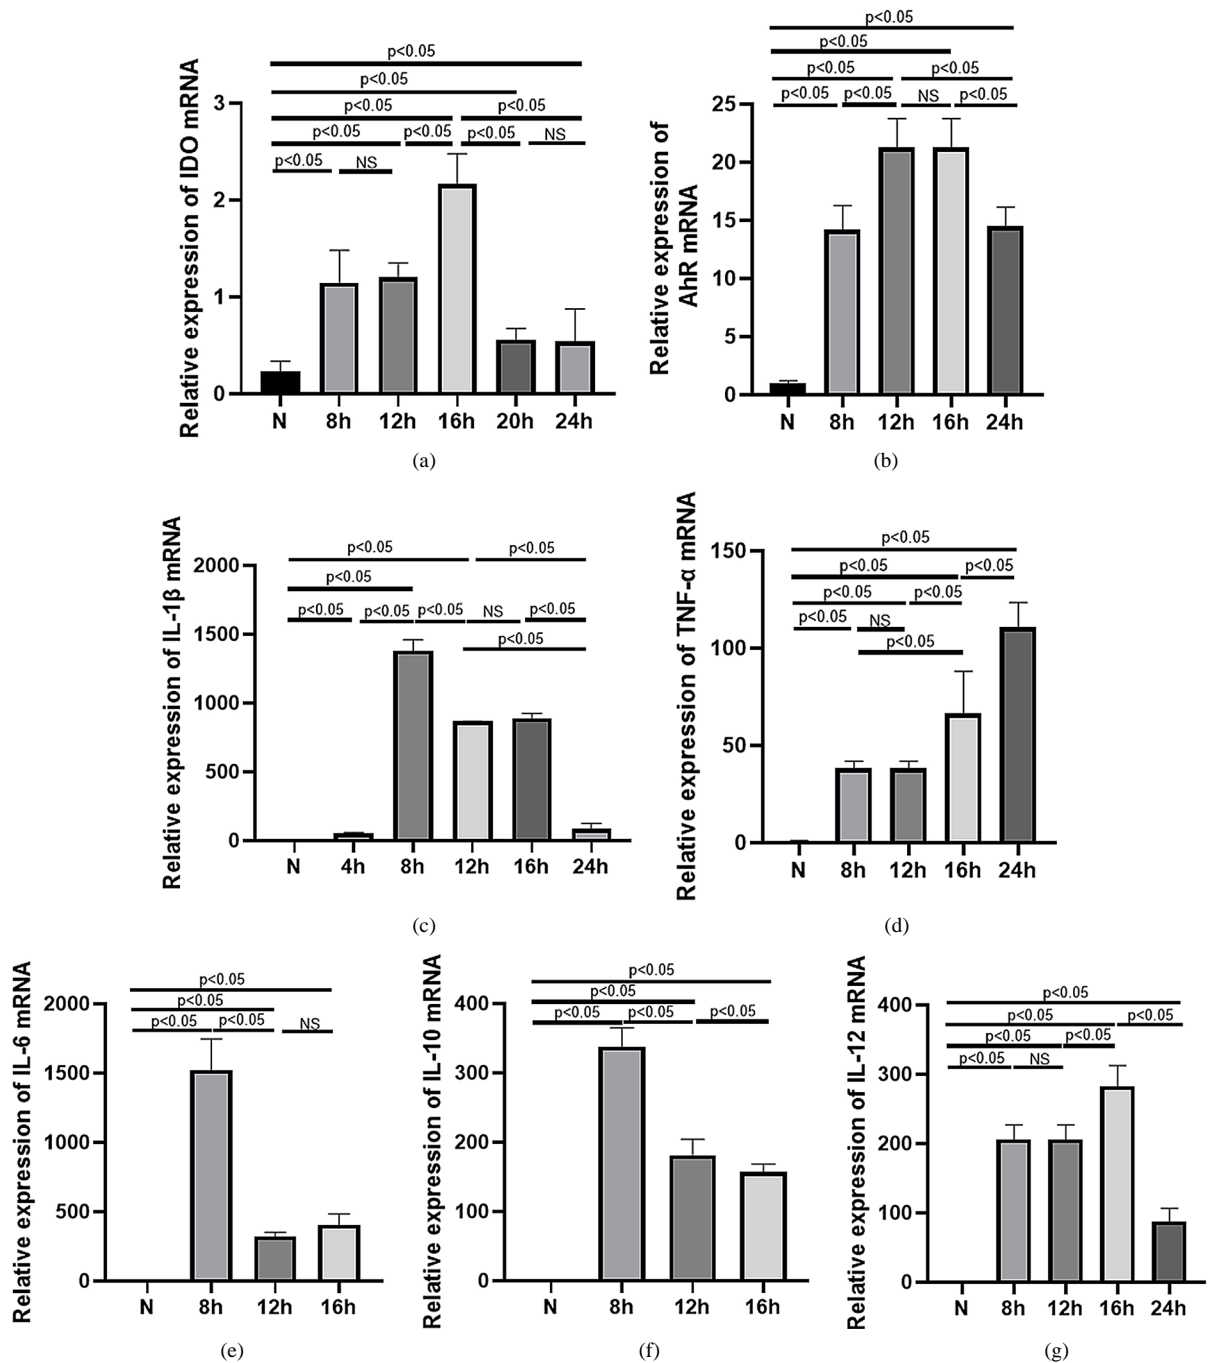 p<0.05
p<0.05
p<0.05 p<0.05
p<0.05 p<0.05 p<0.05 NS
p<0.05 NS
Relative expression of IDO mRNA
3
2
1
0
N 8h 12h 16h 20h 24h
(a)
p<0.05
p<0.05
p<0.05 p<0.05
p<0.05 p<0.05 NS p<0.05
Relative expression of
AhR mRNA
25
20
15
10
5
0
N 8h 12h 16h 24h
(b)
p<0.05 p<0.05
p<0.05
p<0.05 p<0.05 p<0.05 NS p<0.05
p<0.05
Relative expression of IL-1β mRNA
2000
1500
1000
500
0
N 4h 8h 12h 16h 24h
(c)
p<0.05
p<0.05 p<0.05
p<0.05 p<0.05
p<0.05 NS
p<0.05
Relative expression of TNF-α mRNA
150
100
50
0
N 8h 12h 16h 24h
(d)
p<0.05
p<0.05
p<0.05 p<0.05 NS
Relative expression of IL-6 mRNA
2000
1500
1000
500
0
N 8h 12h 16h
(e)
p<0.05
p<0.05
p<0.05 p<0.05 p<0.05
Relative expression of IL-10 mRNA
400
300
200
100
0
N 8h 12h 16h
(f)
p<0.05
p<0.05 p<0.05
p<0.05 p<0.05
p<0.05 NS
Relative expression of IL-12 mRNA
400
300
200
100
0
N 8h 12h 16h 24h
(g)